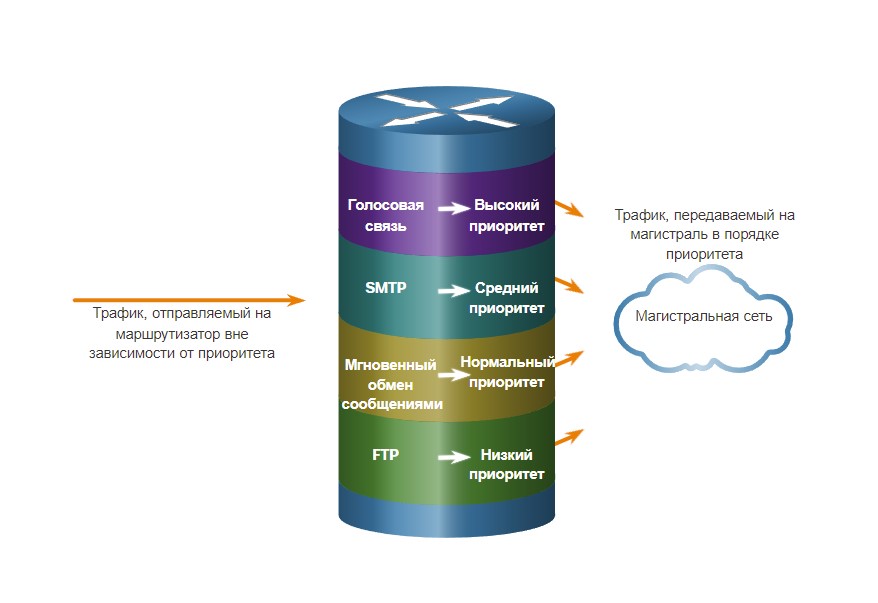 Трафик, отправляемый на
маршрутизатор вне
зависимости от приоритета
Голосовая
связь
Высокий
приоритет
SMTP
Средний
приоритет
Мгновенный
обмен
сообщениями
Нормальный
приоритет
FTP
Низкий
приоритет
Трафик, передаваемый на
магистраль в порядке
приоритета
Магистральная сеть